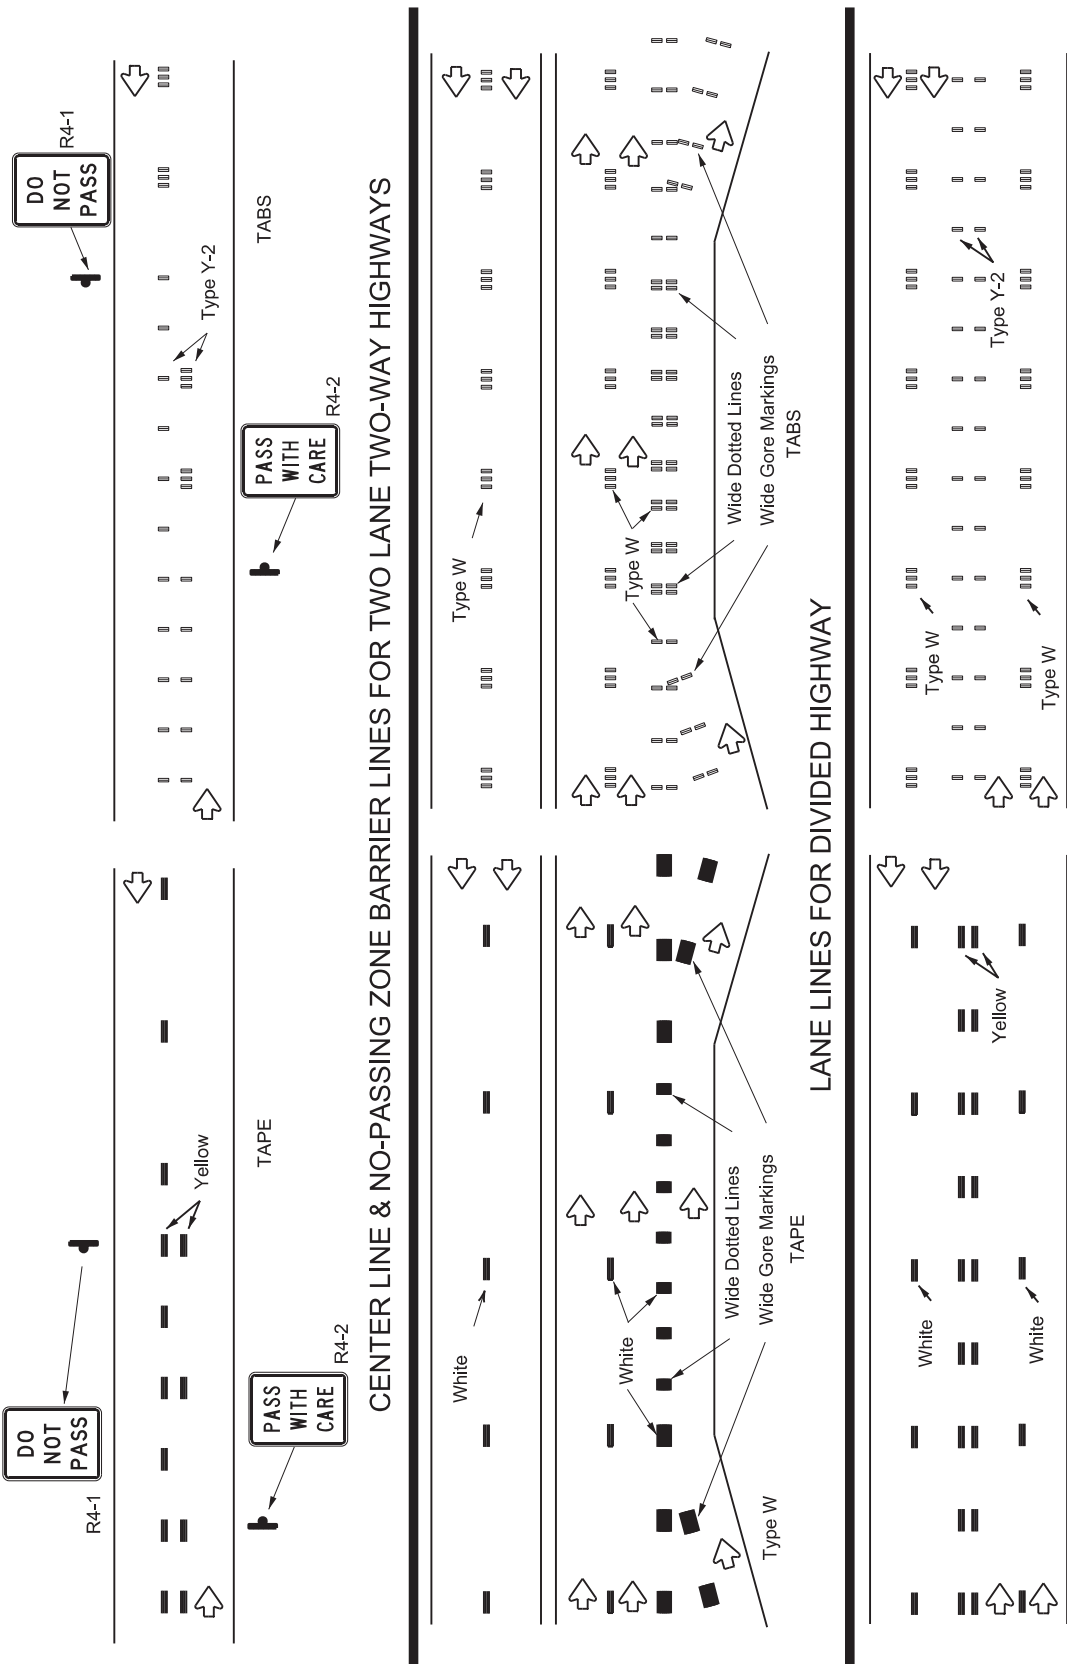 DO
NOT
PASS
R4-1
TABS
Type Y-2
PASS
WITH
CARE
R4-2
DO
NOT
PASS
R4-1
TAPE
Yellow
PASS
WITH
CARE
R4-2
CENTER LINE & NO-PASSING ZONE BARRIER LINES FOR TWO LANE TWO-WAY HIGHWAYS
Type W
Type W
Wide Dotted Lines
Wide Gore Markings
TABS
White
White
Wide Dotted Lines
Wide Gore Markings
TAPE
Type W
LANE LINES FOR DIVIDED HIGHWAY
Type Y-2
Type W
Type W
Yellow
White
White